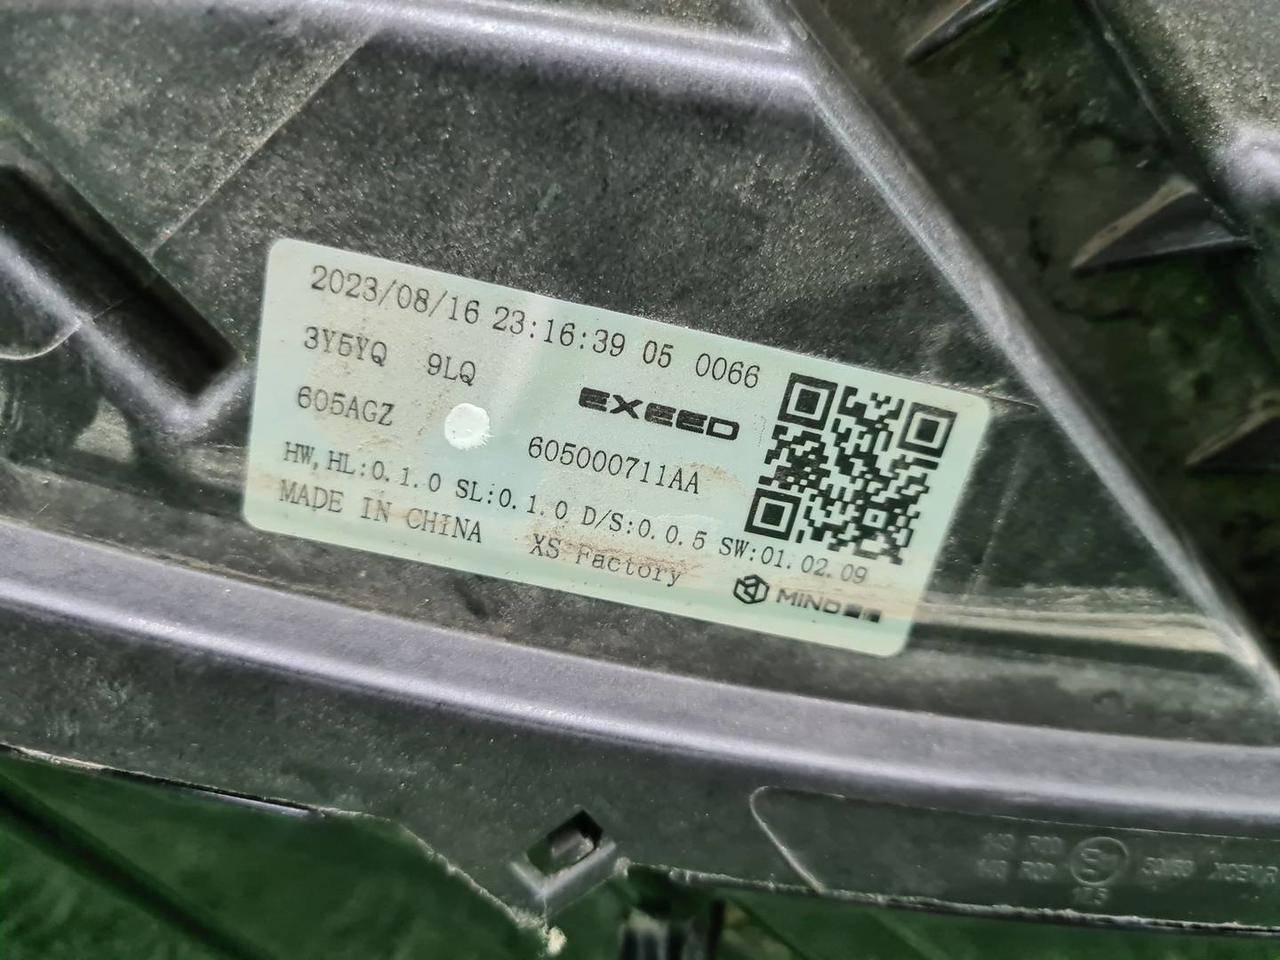 2023/08/16 23:16:39 05 0066
3Y5YQ 9LQ
EXEED
605AGZ
605000711AA
HW,HL:0.1.0 SL:0.1.0 D/S:0.0.5 SW:01.02.09
MADE IN CHINA XS Factory
MIND